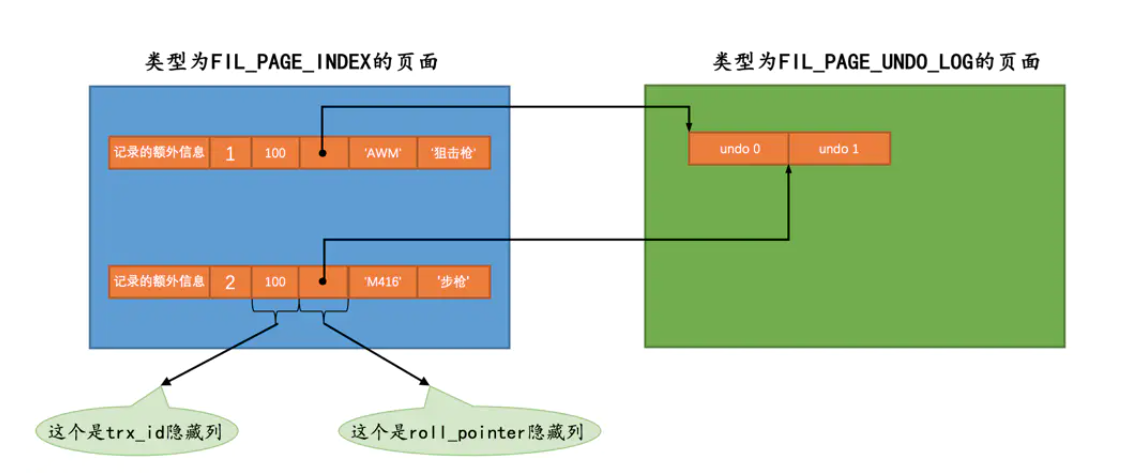 类型为FIL_PAGE_INDEX的页面
类型为FIL_PAGE_UNDO_LOG的页面
记录的额外信息 1 100 'AWM' '狙击枪'
undo 0 undo 1
记录的额外信息 2 100 'M416' '步枪'
这个是trx_id隐藏列
这个是roll_pointer隐藏列